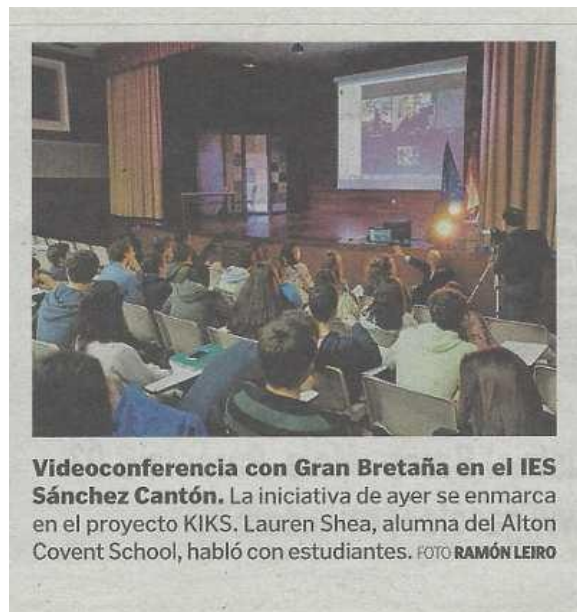 Videoconferencia con Gran Bretaña en el IES
Sánchez Cantón. La iniciativa de ayer se enmarca
en el proyecto KIKS. Lauren Shea, alumna del Alton
Covent School, habló con estudiantes. FOTO RAMÓN LEIRO